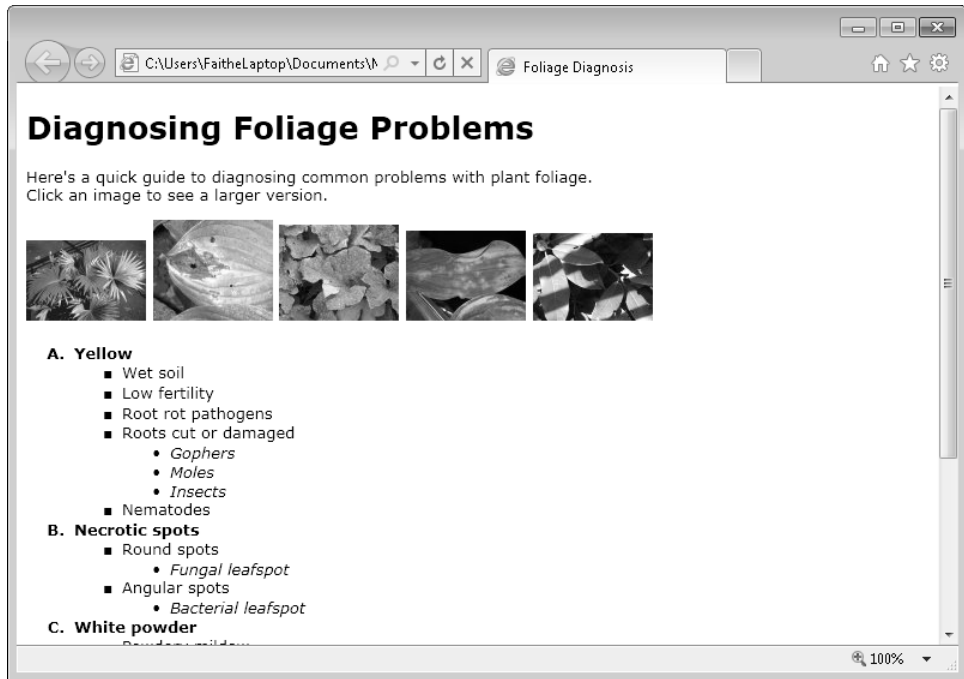 C:\Users\FaitheLaptop\Documents\N
Foliage Diagnosis
Diagnosing Foliage Problems
Here's a quick guide to diagnosing common problems with plant foliage.
Click an image to see a larger version.
A. Yellow
■ Wet soil
■ Low fertility
■ Root rot pathogens
■ Roots cut or damaged
• Gophers
• Moles
• Insects
■ Nematodes
B. Necrotic spots
■ Round spots
• Fungal leafspot
■ Angular spots
• Bacterial leafspot
C. White powder
■ Powdery mildew
100%